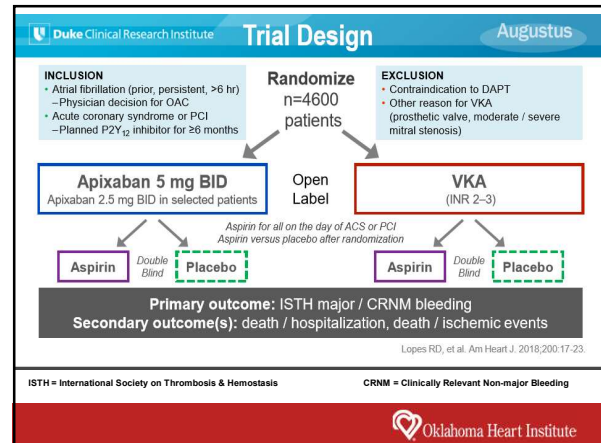 Duke Clinical Research Institute
Trial Design
Augustus
INCLUSION
• Atrial fibrillation (prior, persistent, >6 hr)
–Physician decision for OAC
• Acute coronary syndrome or PCI
–Planned P2Y12 inhibitor for ≥6 months
Randomize
n=4600
patients
EXCLUSION
• Contraindication to DAPT
• Other reason for VKA
(prosthetic valve, moderate / severe
mitral stenosis)
Apixaban 5 mg BID
Apixaban 2.5 mg BID in selected patients
Open
Label
VKA
(INR 2–3)
Aspirin for all on the day of ACS or PCI
Aspirin versus placebo after randomization
Aspirin
Double
Blind
Placebo
Aspirin
Double
Blind
Placebo
Primary outcome: ISTH major / CRNM bleeding
Secondary outcome(s): death / hospitalization, death / ischemic events
Lopes RD, et al. Am Heart J. 2018;200:17-23.
ISTH = International Society on Thrombosis & Hemostasis
CRNM = Clinically Relevant Non-major Bleeding
Oklahoma Heart Institute